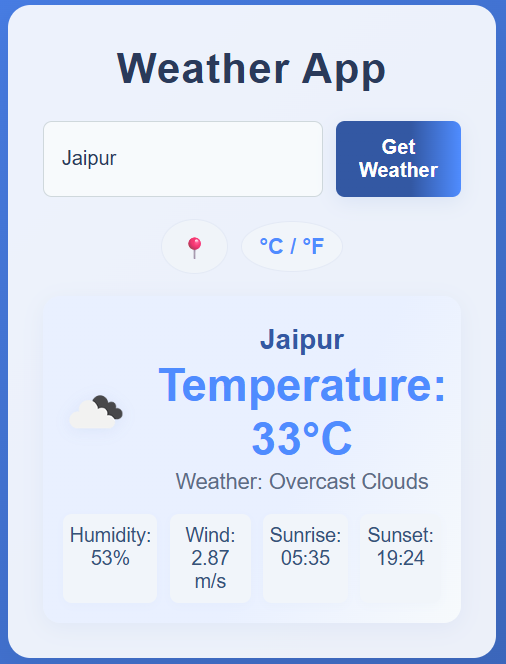 Weather App
Jaipur
Get
Weather
°C / °F
Jaipur
Temperature:
33°C
Weather: Overcast Clouds
Humidity:
53%
Wind:
2.87
m/s
Sunrise:
05:35
Sunset:
19:24